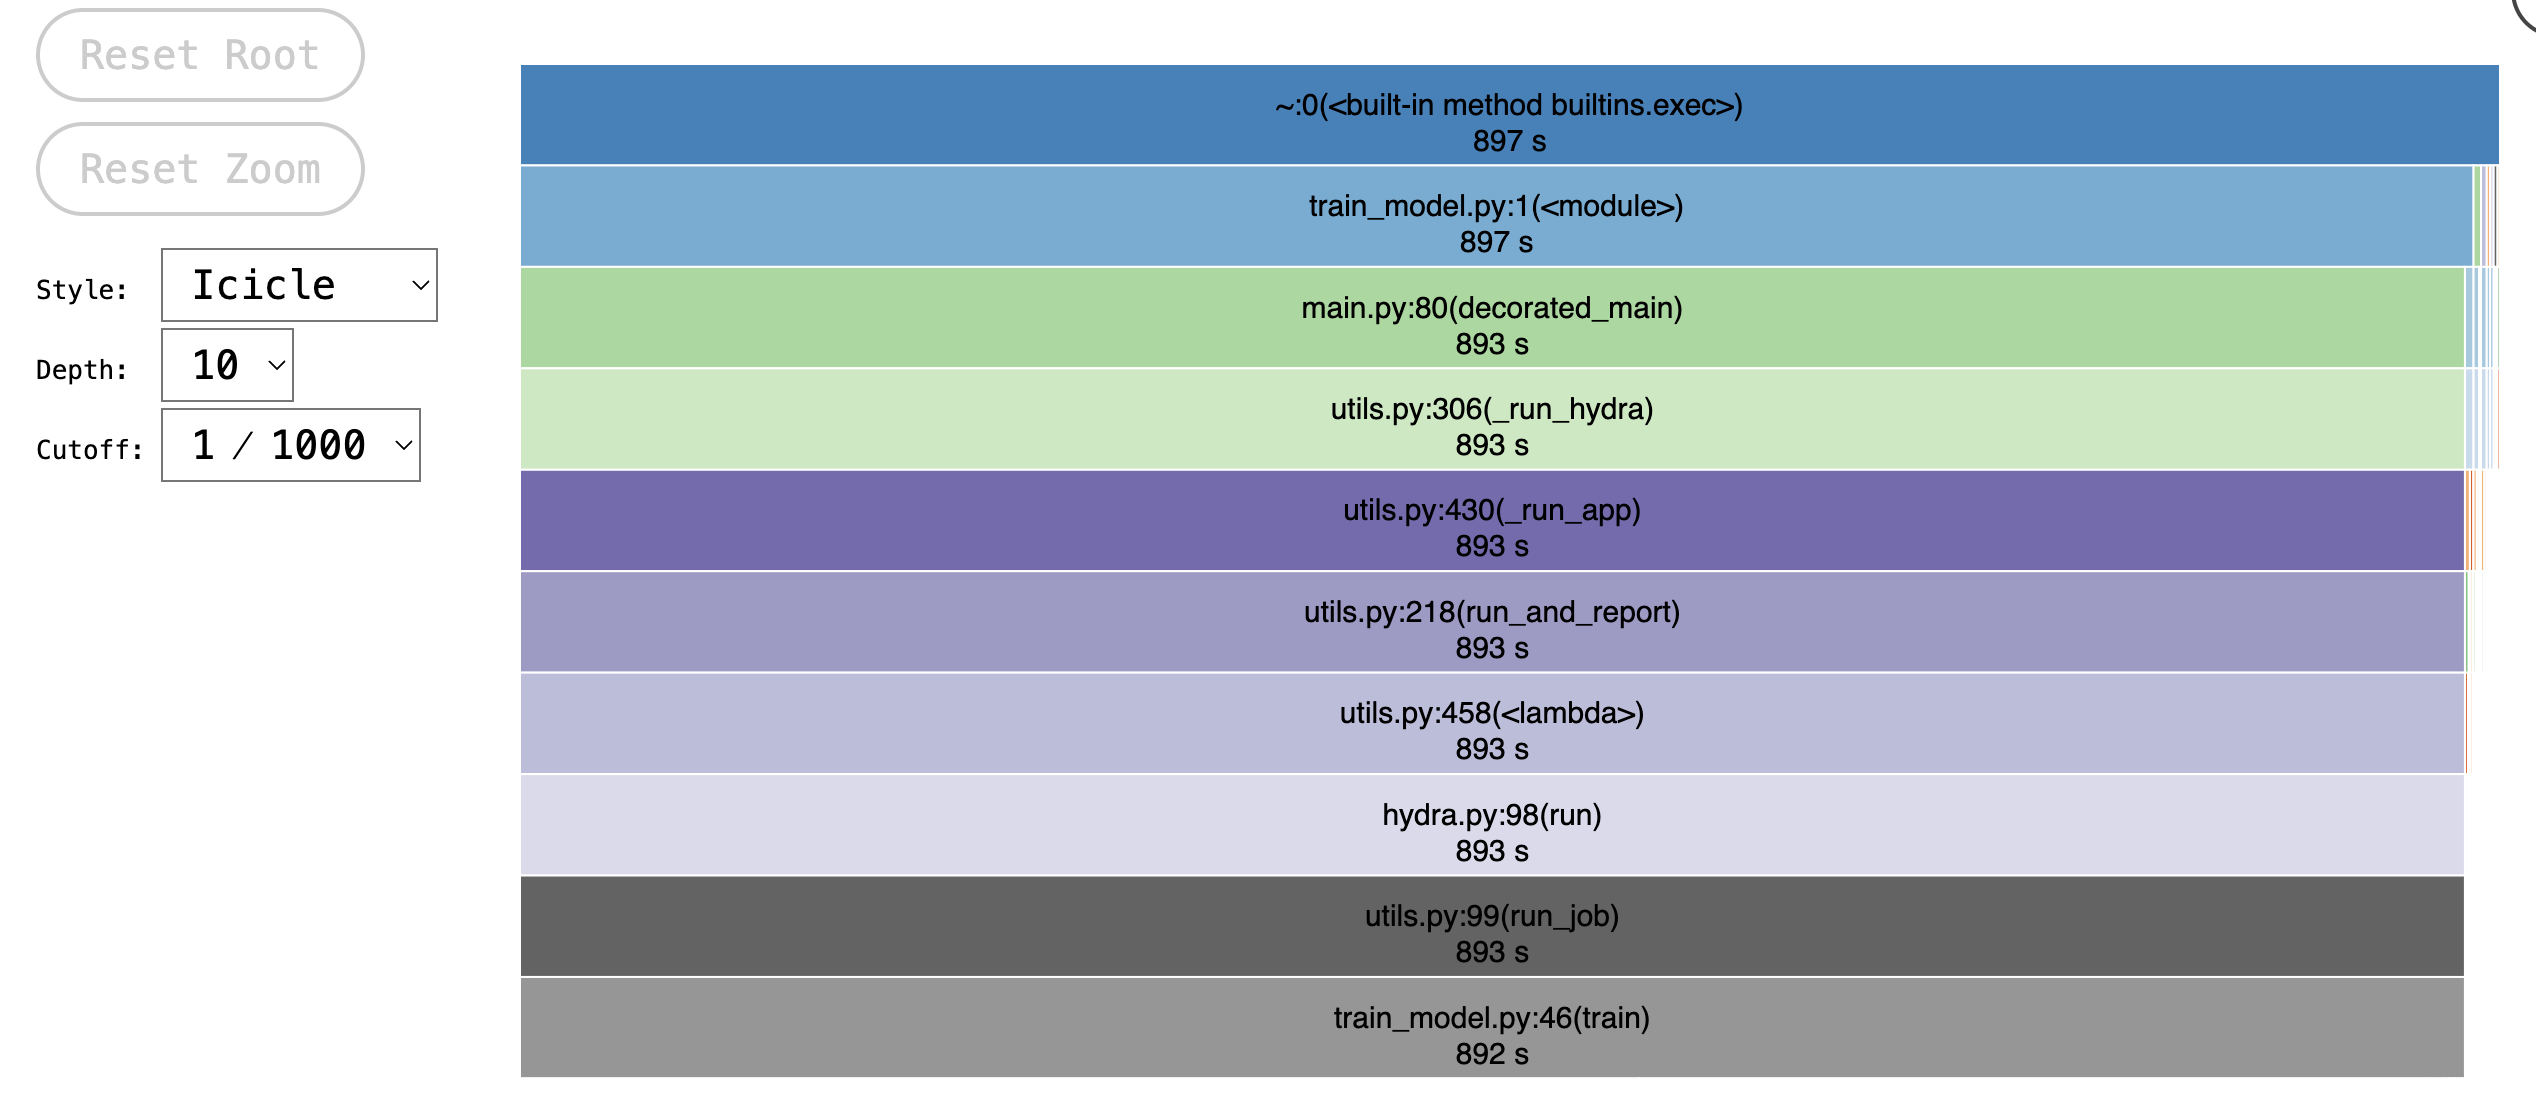 Reset Root
Reset Zoom
Style: Icicle
Depth: 10
Cutoff: 1 / 1000
~:0(<built-in method builtins.exec>)
897 s
train_model.py:1(<module>)
897 s
main.py:80(decorated_main)
893 s
utils.py:306(_run_hydra)
893 s
utils.py:430(_run_app)
893 s
utils.py:218(run_and_report)
893 s
utils.py:458(<lambda>)
893 s
hydra.py:98(run)
893 s
utils.py:99(run_job)
893 s
train_model.py:46(train)
892 s